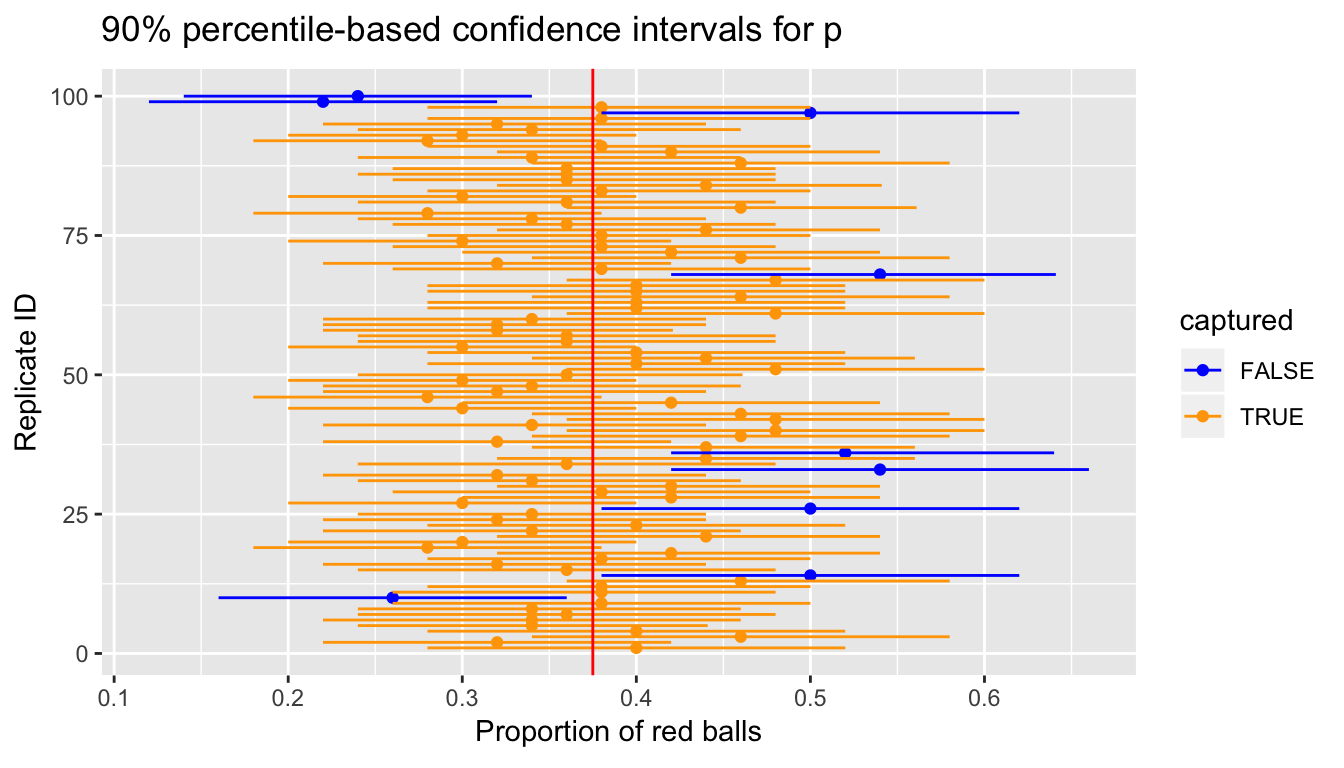 90% percentile-based confidence intervals for p
Replicate ID
100
75
50
25
0
0.1 0.2 0.3 0.4 0.5 0.6
Proportion of red balls
captured
FALSE
TRUE